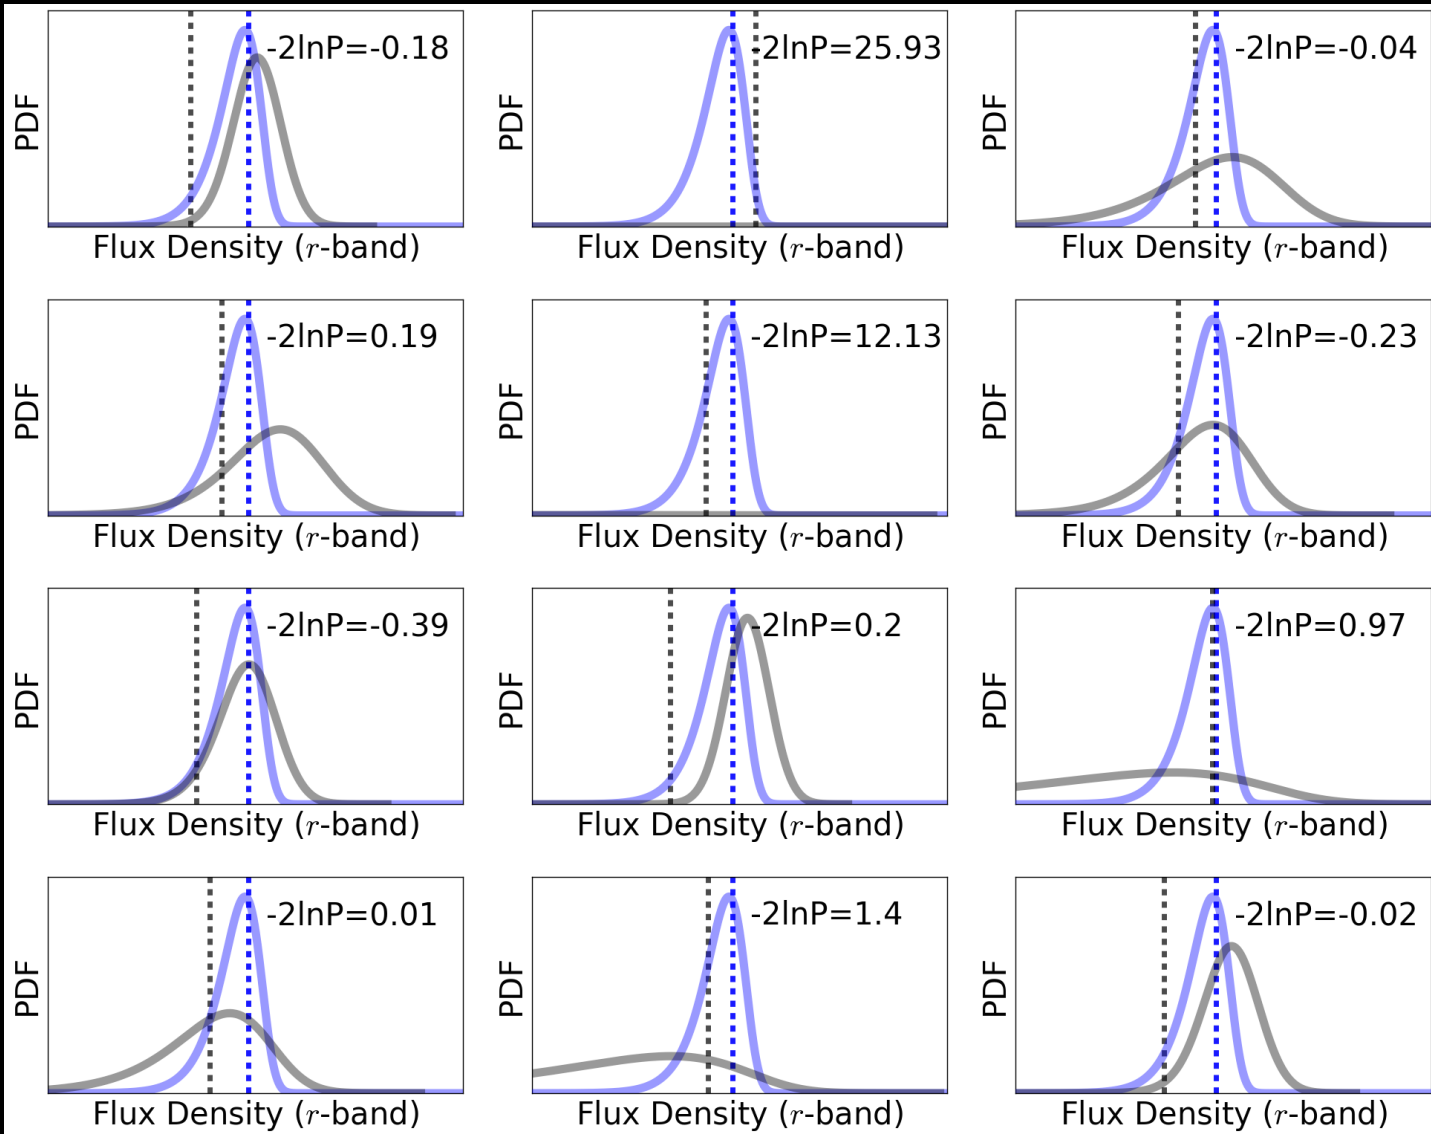 PDF
-2lnP=-0.18
Flux Density (r-band)
PDF
-2lnP=25.93
Flux Density (r-band)
PDF
-2lnP=-0.04
Flux Density (r-band)
PDF
-2lnP=0.19
Flux Density (r-band)
PDF
-2lnP=12.13
Flux Density (r-band)
PDF
-2lnP=-0.23
Flux Density (r-band)
PDF
-2lnP=-0.39
Flux Density (r-band)
PDF
-2lnP=0.2
Flux Density (r-band)
PDF
-2lnP=0.97
Flux Density (r-band)
PDF
-2lnP=0.01
Flux Density (r-band)
PDF
-2lnP=1.4
Flux Density (r-band)
PDF
-2lnP=-0.02
Flux Density (r-band)